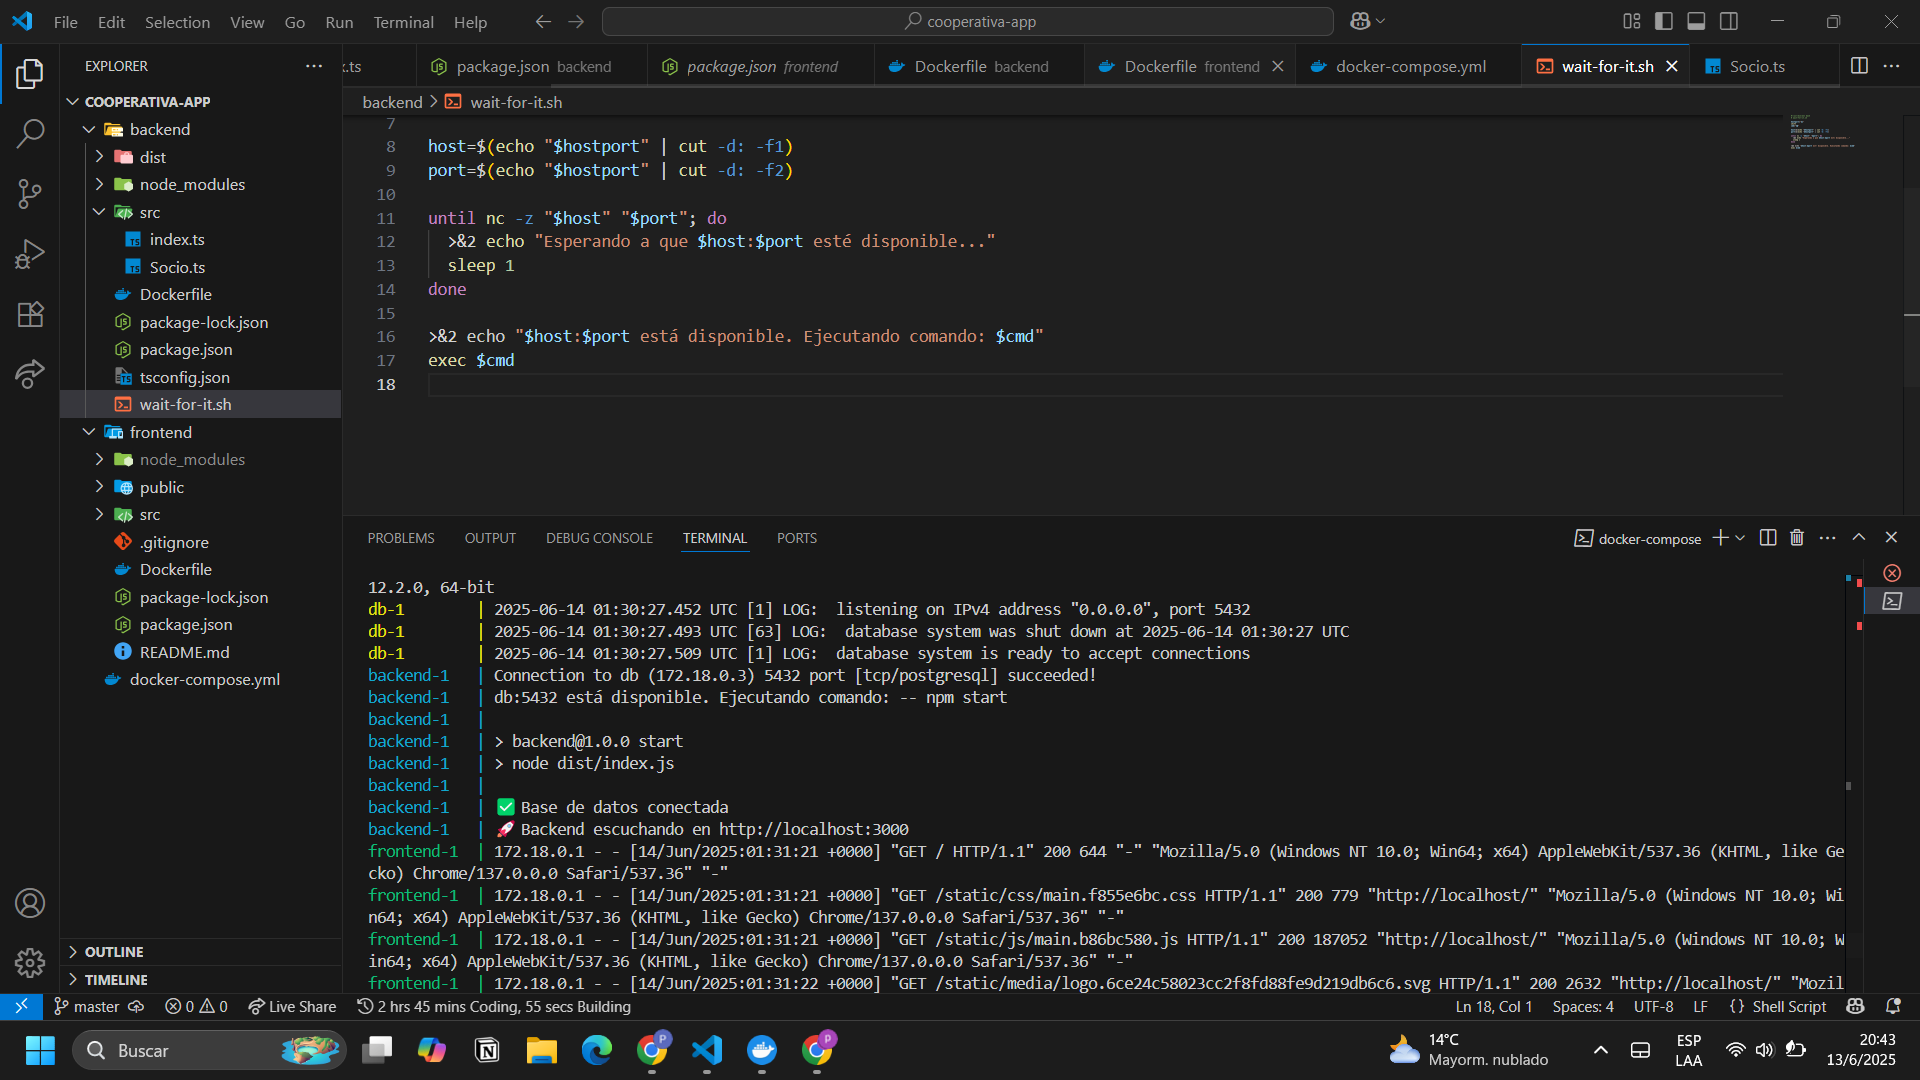 File Edit Selection View Go Run Terminal Help
cooperativa-app
EXPLORER
COOPERATIVA-APP
backend
dist
node_modules
src
index.ts
Socio.ts
Dockerfile
package-lock.json
package.json
tsconfig.json
wait-for-it.sh
frontend
node_modules
public
src
.gitignore
Dockerfile
package-lock.json
package.json
README.md
docker-compose.yml
OUTLINE
TIMELINE
.ts package.json backend package.json frontend Dockerfile backend Dockerfile frontend docker-compose.yml wait-for-it.sh Socio.ts
backend > wait-for-it.sh
7
8 host=$(echo "$hostport" | cut -d: -f1)
9 port=$(echo "$hostport" | cut -d: -f2)
10
11 until nc -z "$host" "$port"; do
12 >&2 echo "Esperando a que $host:$port esté disponible..."
13 sleep 1
14 done
15
16 >&2 echo "$host:$port está disponible. Ejecutando comando: $cmd"
17 exec $cmd
18
PROBLEMS OUTPUT DEBUG CONSOLE TERMINAL PORTS
docker-compose
12.2.0, 64-bit
db-1 | 2025-06-14 01:30:27.452 UTC [1] LOG: listening on IPv4 address "0.0.0.0", port 5432
db-1 | 2025-06-14 01:30:27.493 UTC [63] LOG: database system was shut down at 2025-06-14 01:30:27 UTC
db-1 | 2025-06-14 01:30:27.509 UTC [1] LOG: database system is ready to accept connections
backend-1 | Connection to db (172.18.0.3) 5432 port [tcp/postgresql] succeeded!
backend-1 | db:5432 está disponible. Ejecutando comando: -- npm start
backend-1 |
backend-1 | > backend@1.0.0 start
backend-1 | > node dist/index.js
backend-1 |
backend-1 | ✅ Base de datos conectada
backend-1 | 🚀 Backend escuchando en http://localhost:3000
frontend-1 | 172.18.0.1 - - [14/Jun/2025:01:31:21 +0000] "GET / HTTP/1.1" 200 644 "-" "Mozilla/5.0 (Windows NT 10.0; Win64; x64) AppleWebKit/537.36 (KHTML, like Ge
cko) Chrome/137.0.0.0 Safari/537.36" "-"
frontend-1 | 172.18.0.1 - - [14/Jun/2025:01:31:21 +0000] "GET /static/css/main.f855e6bc.css HTTP/1.1" 200 779 "http://localhost/" "Mozilla/5.0 (Windows NT 10.0; Wi
n64; x64) AppleWebKit/537.36 (KHTML, like Gecko) Chrome/137.0.0.0 Safari/537.36" "-"
frontend-1 | 172.18.0.1 - - [14/Jun/2025:01:31:21 +0000] "GET /static/js/main.b86bc580.js HTTP/1.1" 200 187052 "http://localhost/" "Mozilla/5.0 (Windows NT 10.0; W
in64; x64) AppleWebKit/537.36 (KHTML, like Gecko) Chrome/137.0.0.0 Safari/537.36" "-"
frontend-1 | 172.18.0.1 - - [14/Jun/2025:01:31:22 +0000] "GET /static/media/logo.6ce24c58023cc2f8fd88fe9d219db6c6.svg HTTP/1.1" 200 2632 "http://localhost/" "Mozil
master 0 0 Live Share 2 hrs 45 mins Coding, 55 secs Building
Ln 18, Col 1 Spaces: 4 UTF-8 LF {} Shell Script
Buscar
14°C
Mayorm. nublado
ESP
LAA
20:43
13/6/2025